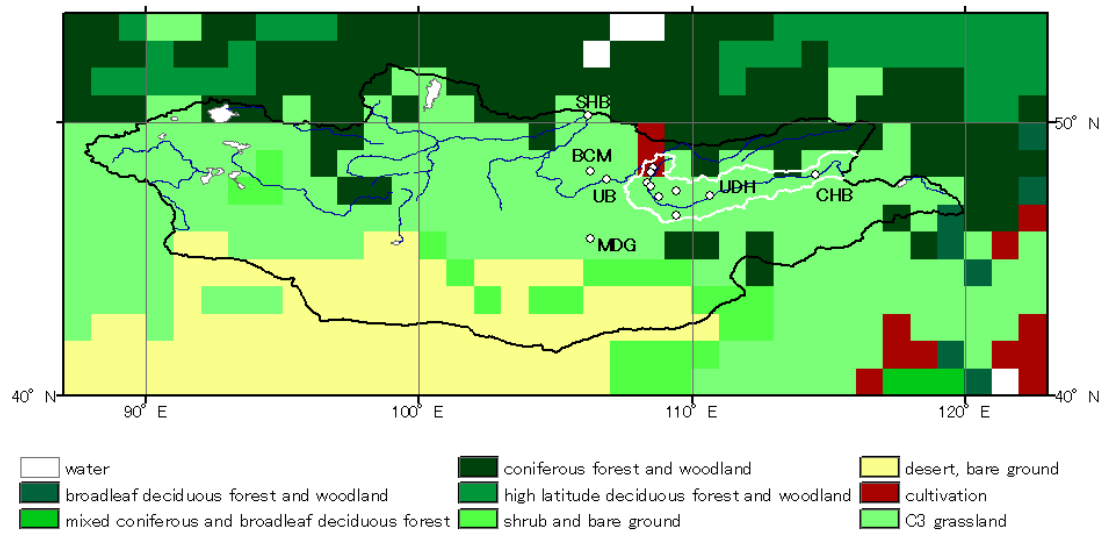 SHB
50° N
BCM
UB
UDH
CHB
MDG
40° N
40° N
90° E
100° E
110° E
120° E
water
coniferous forest and woodland
desert, bare ground
broadleaf deciduous forest and woodland
high latitude deciduous forest and woodland
cultivation
mixed coniferous and broadleaf deciduous forest
shrub and bare ground
C3 grassland